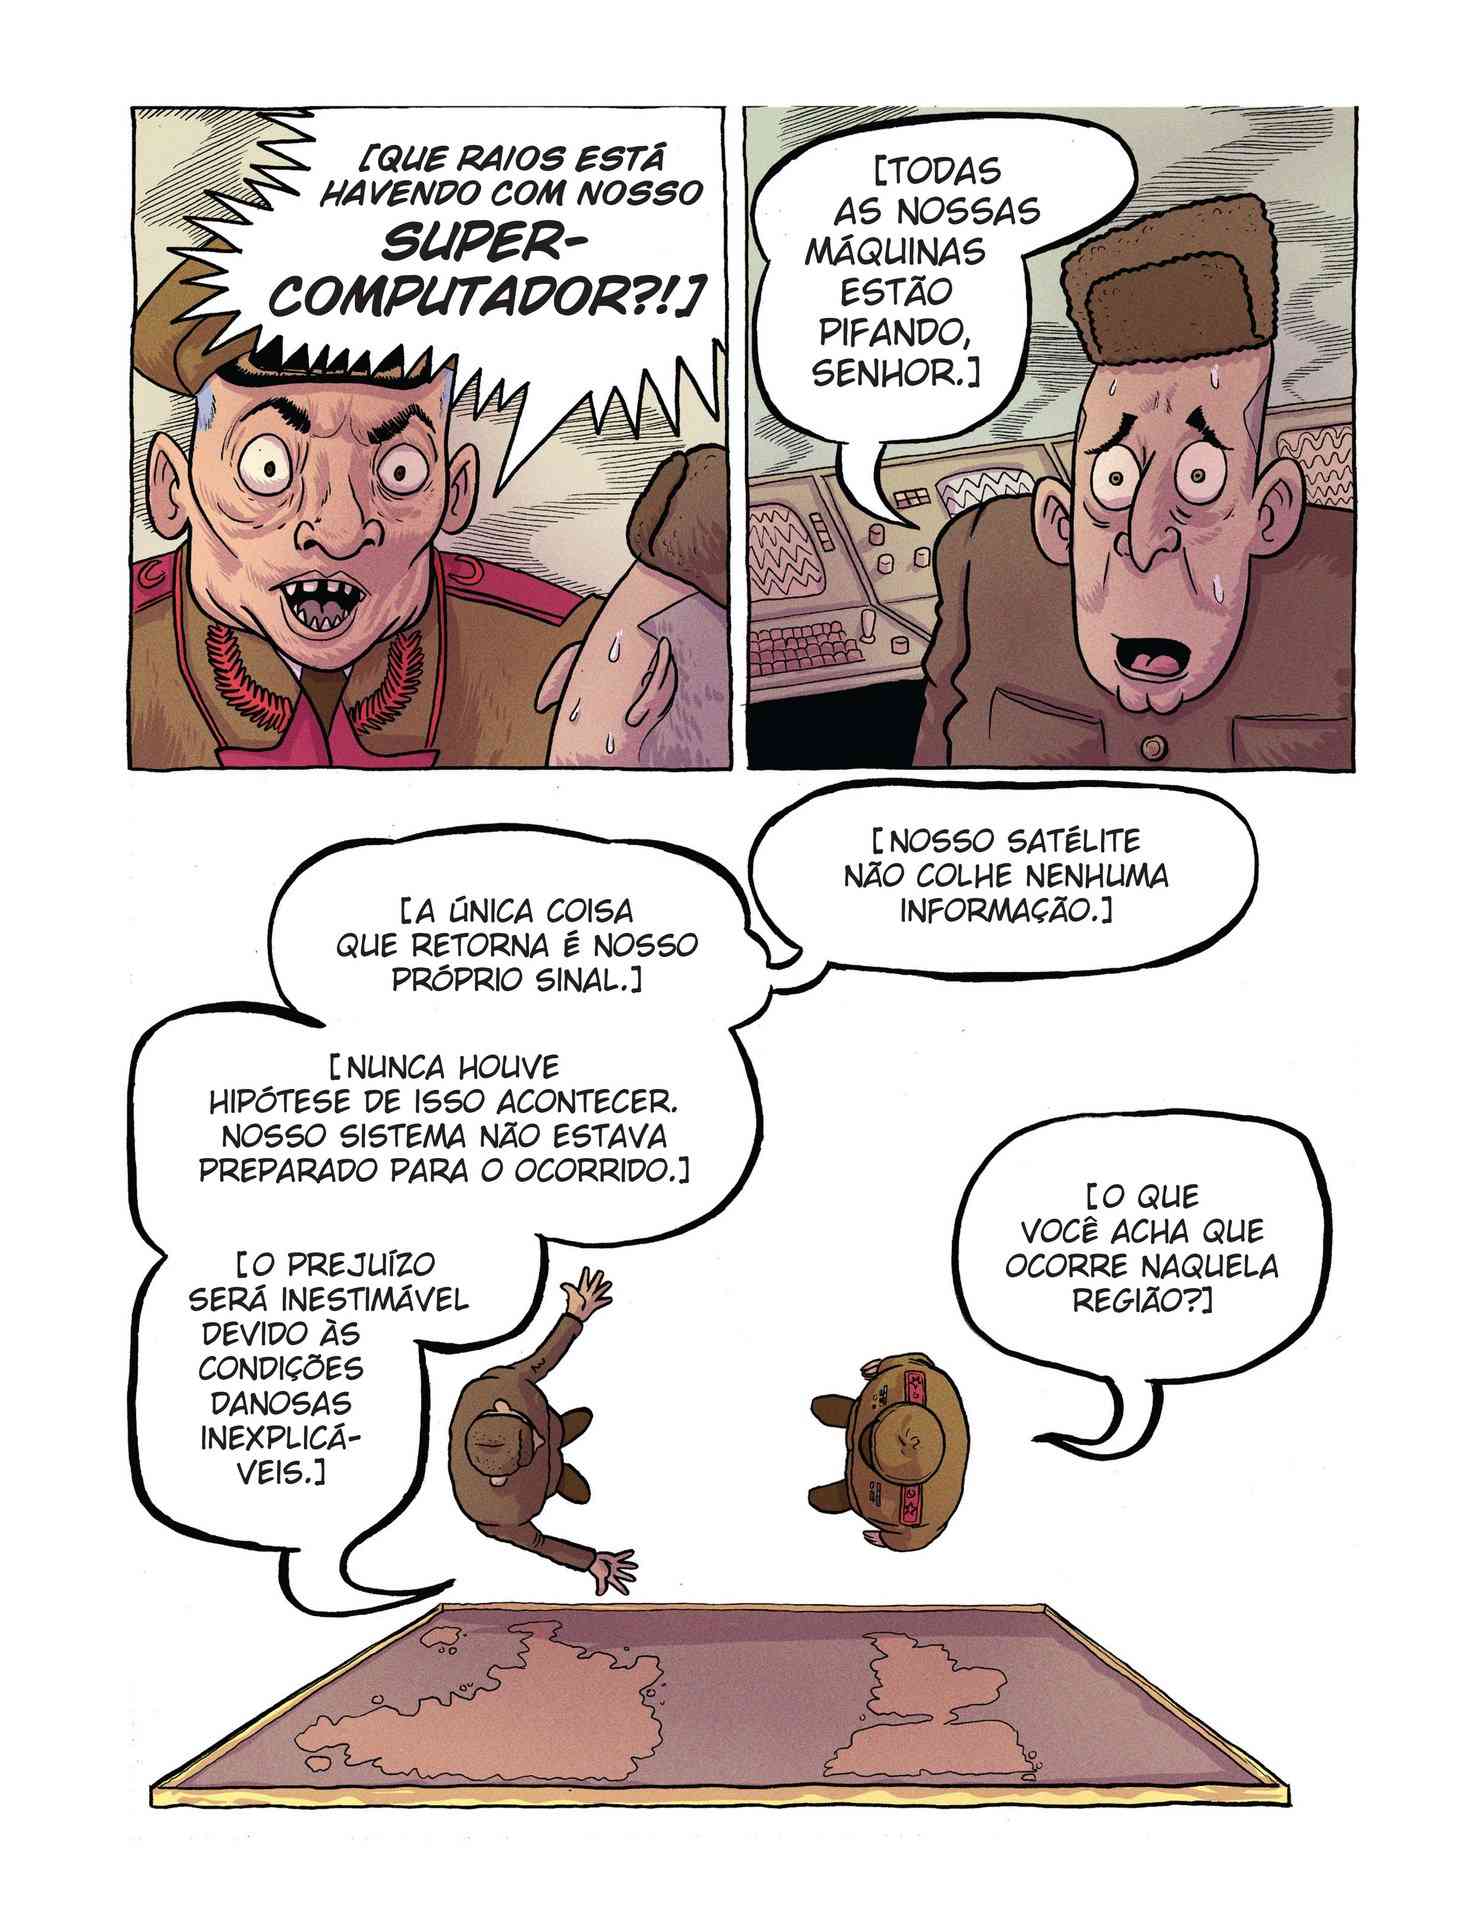 [QUE RAIOS ESTÁ
HAVENDO COM NOSSO
SUPER-
COMPUTADOR?!]
[TODAS
AS NOSSAS
MÁQUINAS
ESTÃO
PIFANDO,
SENHOR.]
[NOSSO SATÉLITE
NÃO COLHE NENHUMA
INFORMAÇÃO.]
[A ÚNICA COISA
QUE RETORNA É NOSSO
PRÓPRIO SINAL.]
[NUNCA HOUVE
HIPÓTESE DE ISSO ACONTECER.
NOSSO SISTEMA NÃO ESTAVA
PREPARADO PARA O OCORRIDO.]
[O PREJUÍZO
SERÁ INESTIMÁVEL
DEVIDO ÀS
CONDIÇÕES
DANOSAS
INEXPLICÁ-
VEIS.]
[O QUE
VOCÊ ACHA QUE
OCORRE NAQUELA
REGIÃO?]